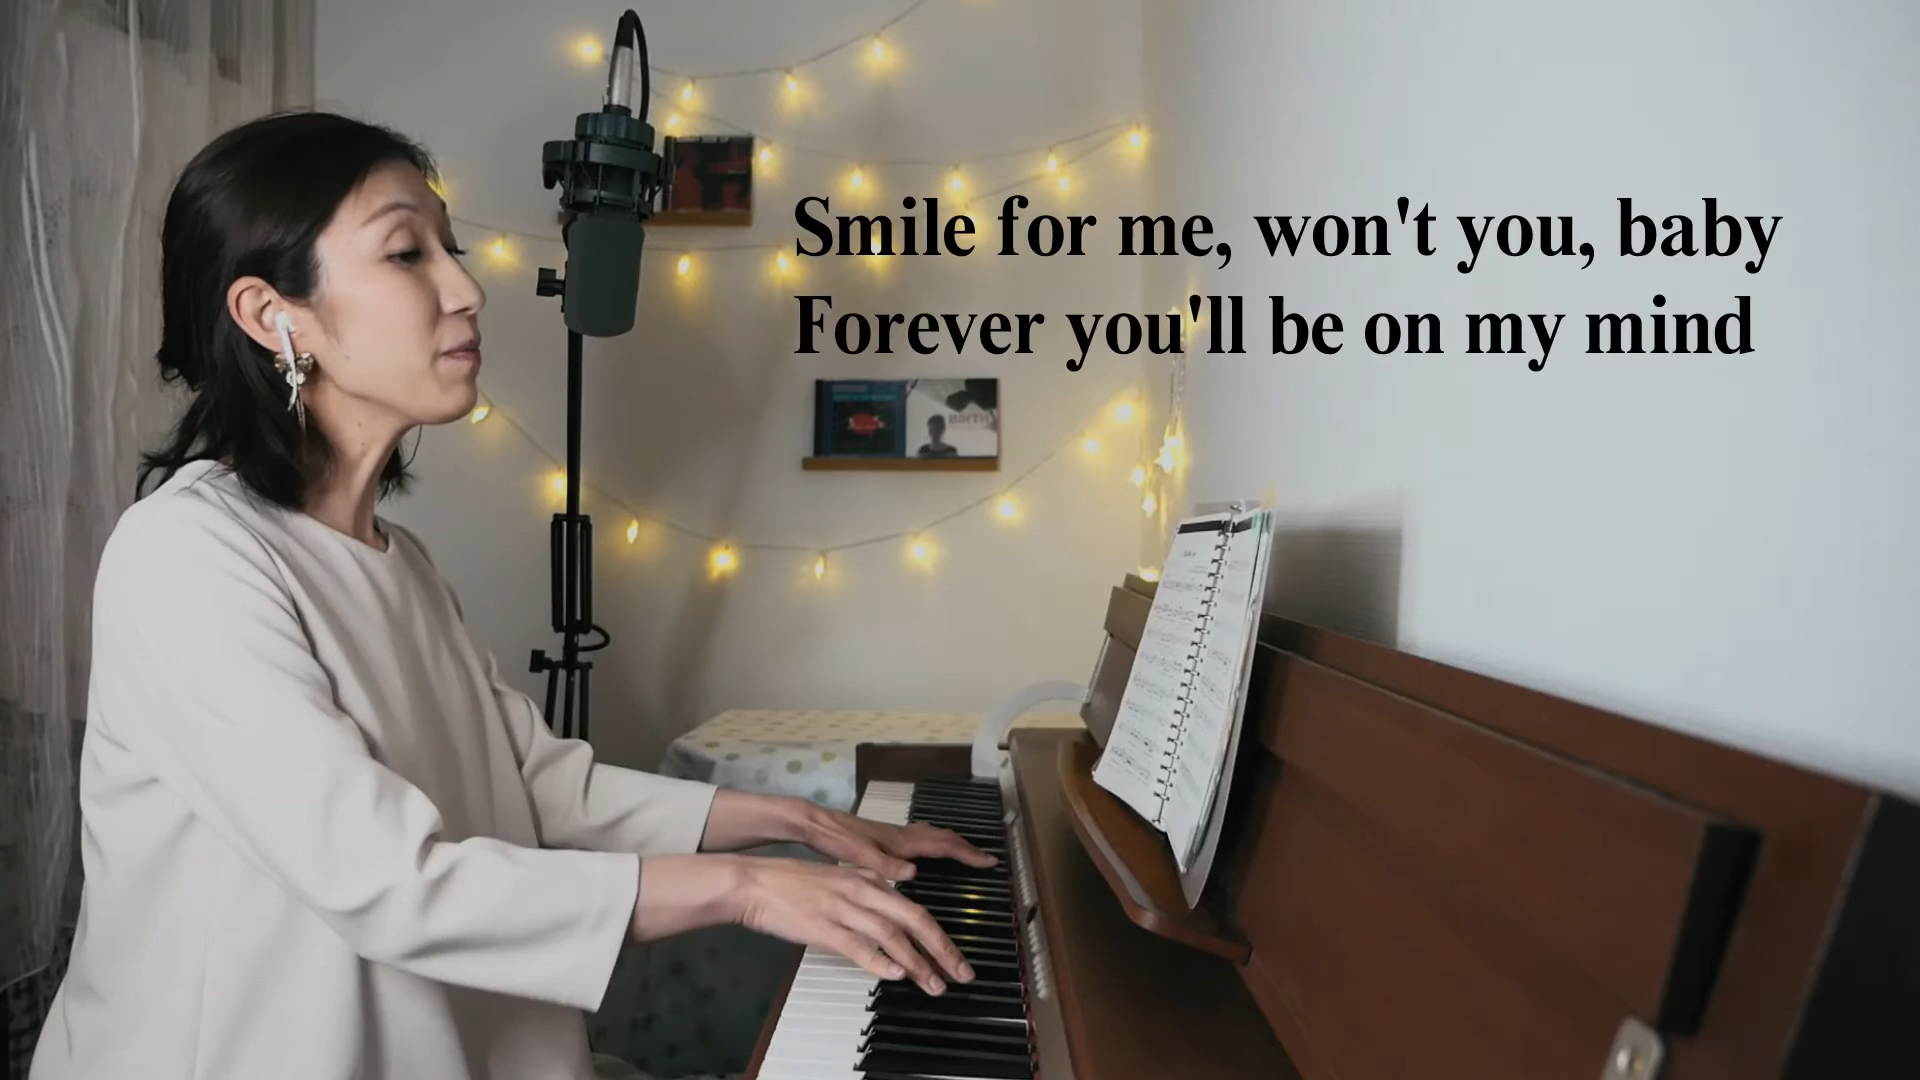 Smile for me, won't you, baby
Forever you'll be on my mind